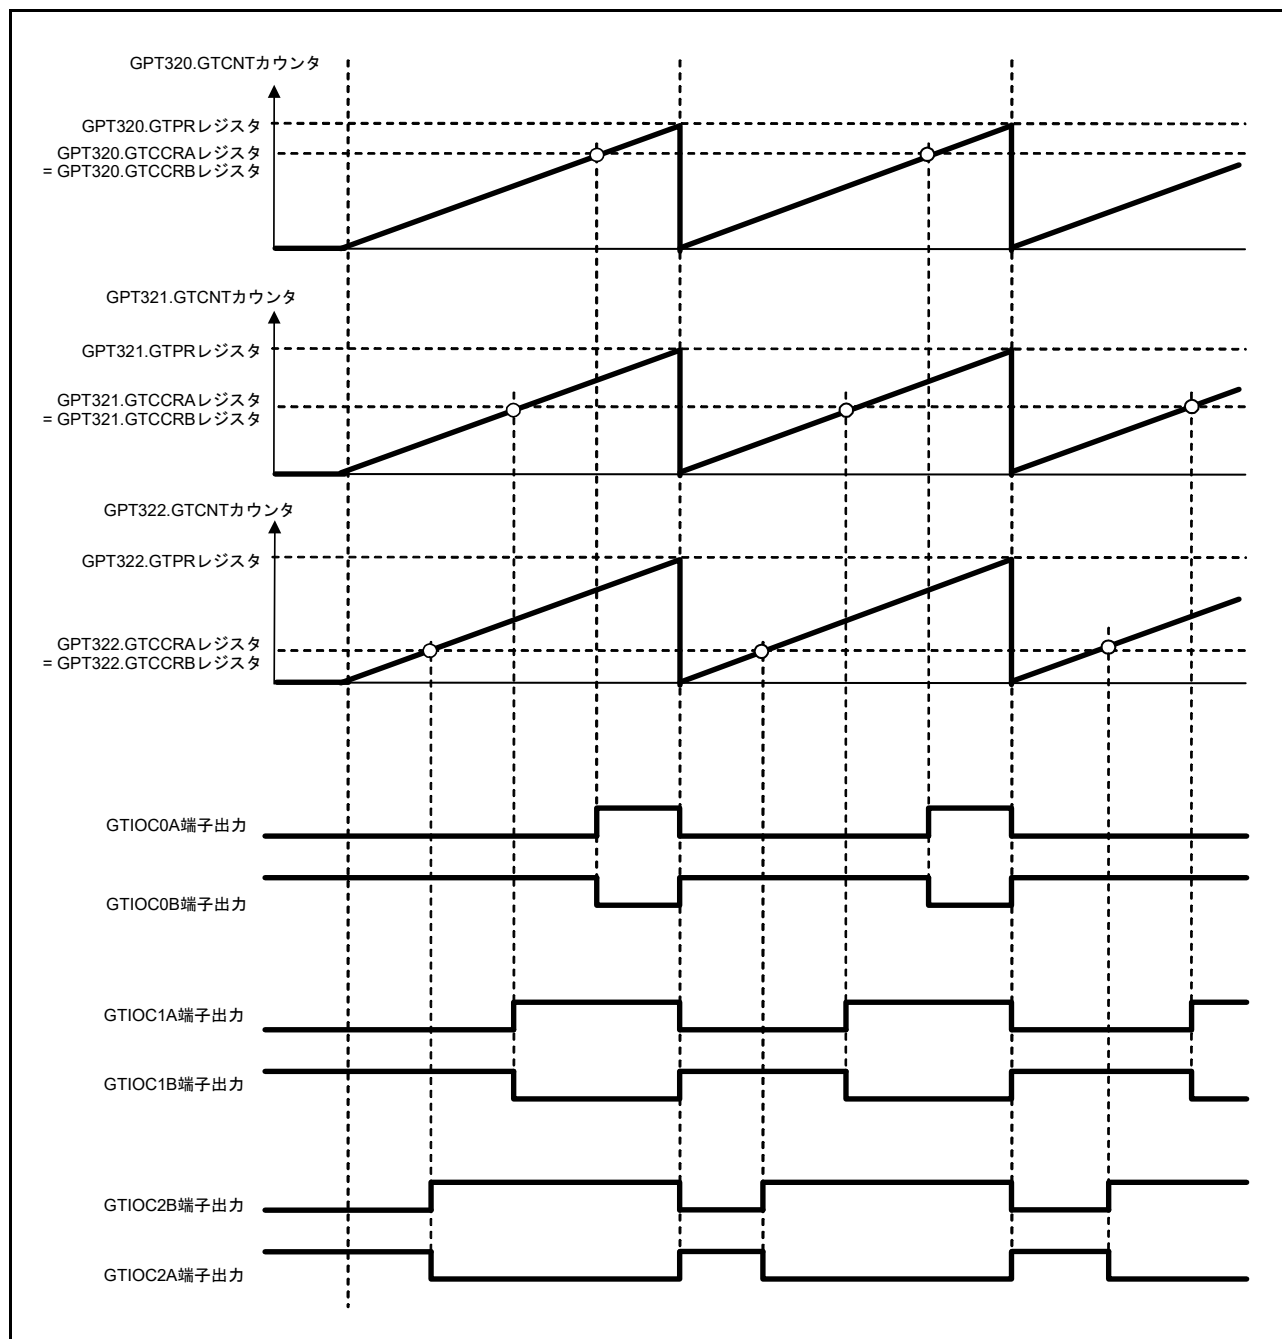 GPT320.GTCNTカウンタ
GPT320.GTPRレジスタ
GPT320.GTCCRAレジスタ
= GPT320.GTCCRBレジスタ
GPT321.GTCNTカウンタ
GPT321.GTPRレジスタ
GPT321.GTCCRAレジスタ
= GPT321.GTCCRBレジスタ
GPT322.GTCNTカウンタ
GPT322.GTPRレジスタ
GPT322.GTCCRAレジスタ
= GPT322.GTCCRBレジスタ
GTIOC0A端子出力
GTIOC0B端子出力
GTIOC1A端子出力
GTIOC1B端子出力
GTIOC2B端子出力
GTIOC2A端子出力